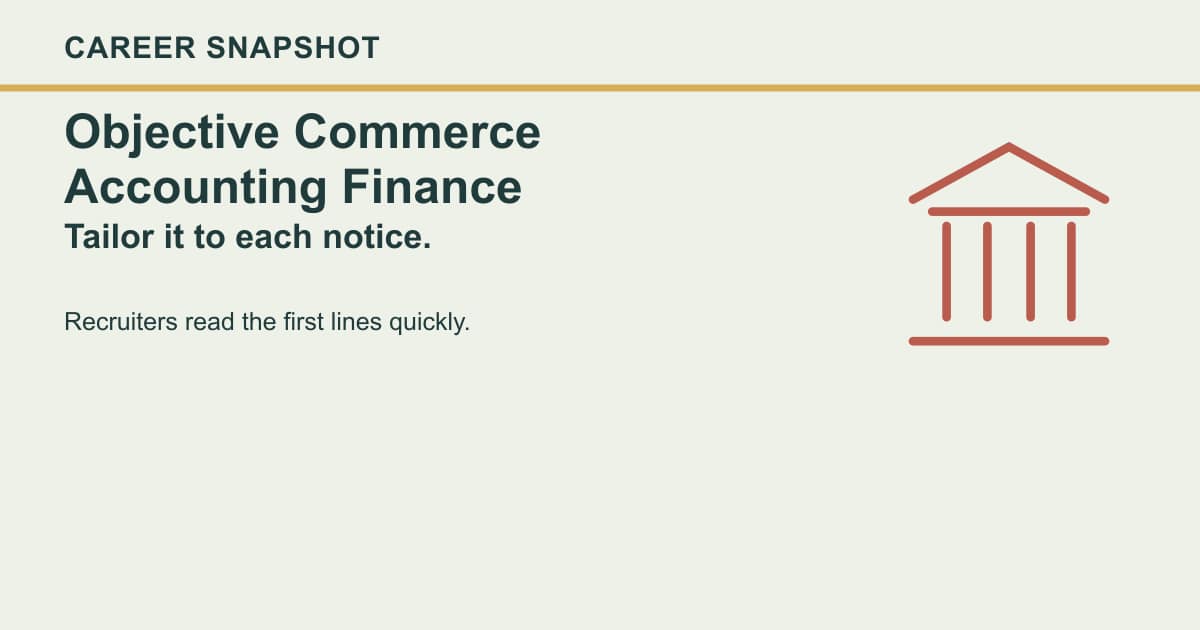 CAREER SNAPSHOT
Objective Commerce
Accounting Finance
Tailor it to each notice.
Recruiters read the first lines quickly.